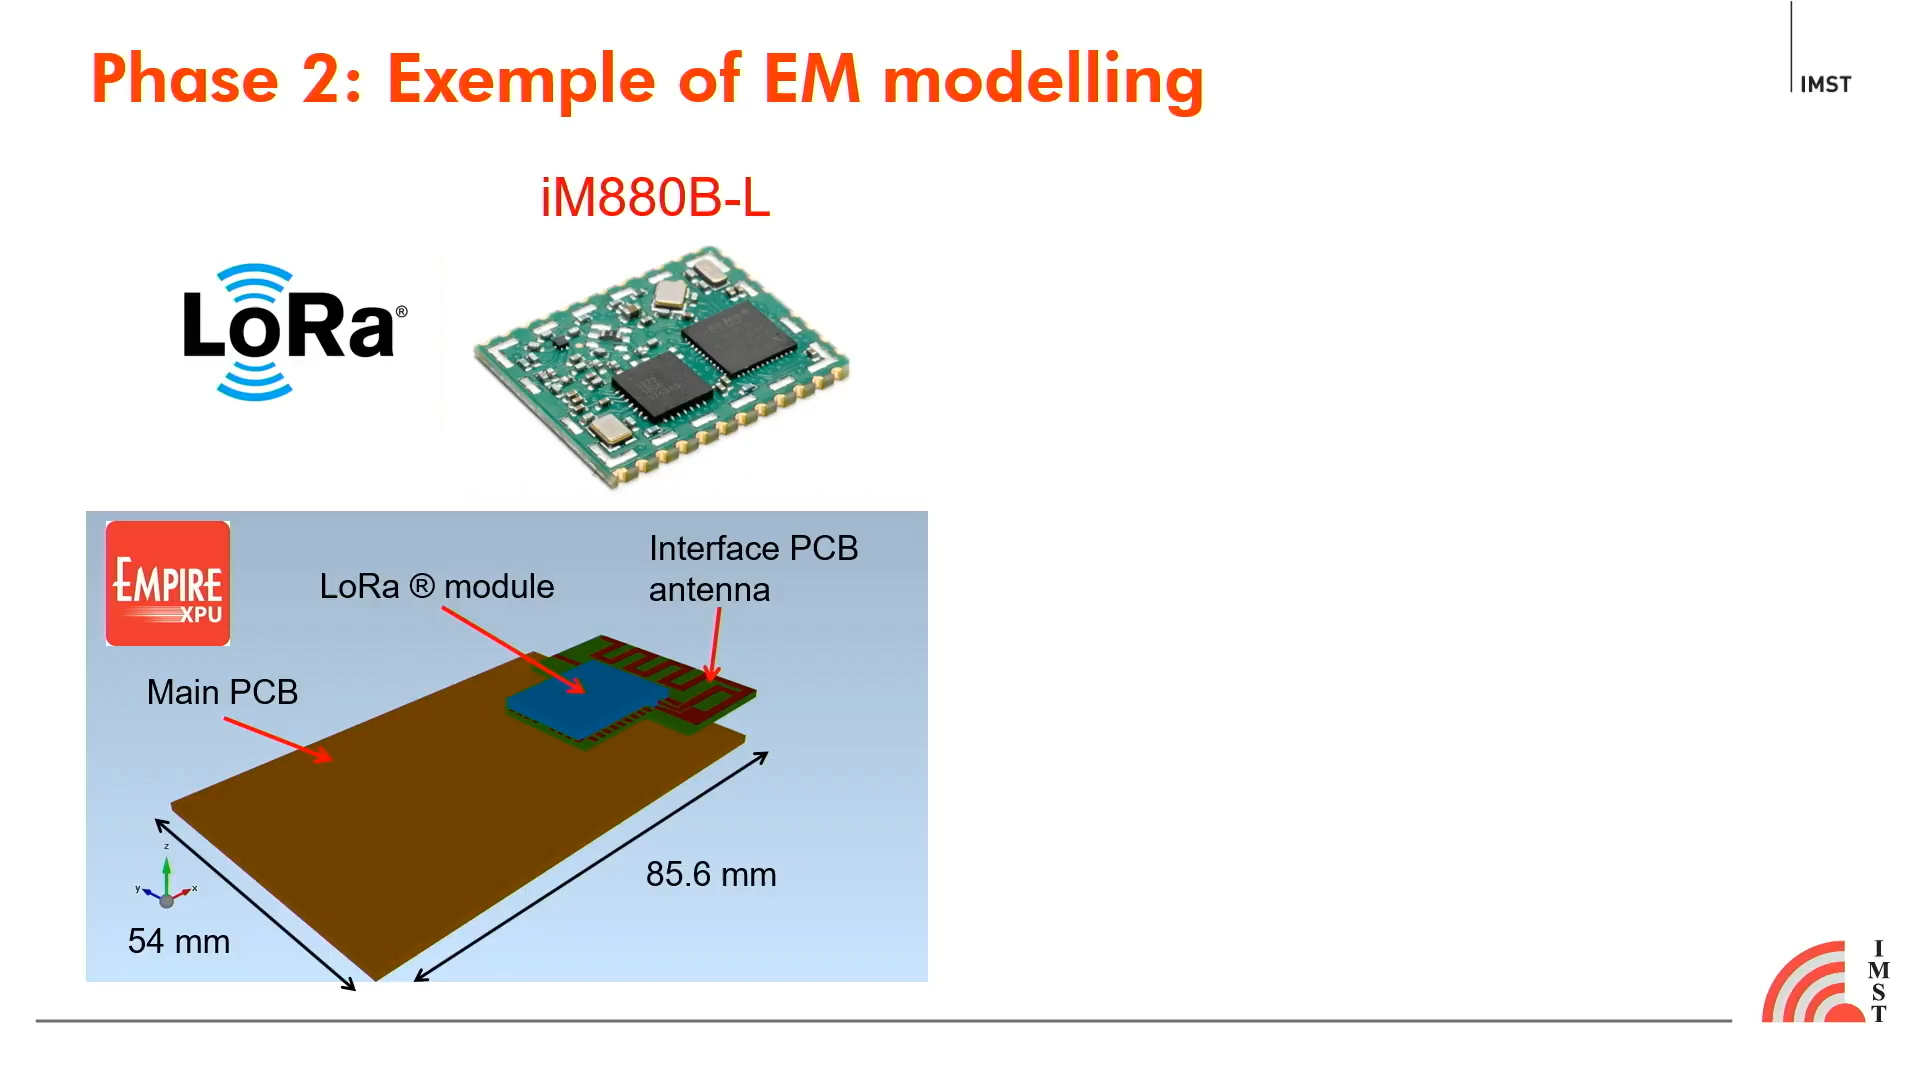 Phase 2: Exemple of EM modelling
IMST
iM880B-L
LoRa®
EMPIRE
XPU
LoRa ® module
Interface PCB
antenna
Main PCB
85.6 mm
54 mm
z
y
x
I
M
S
T